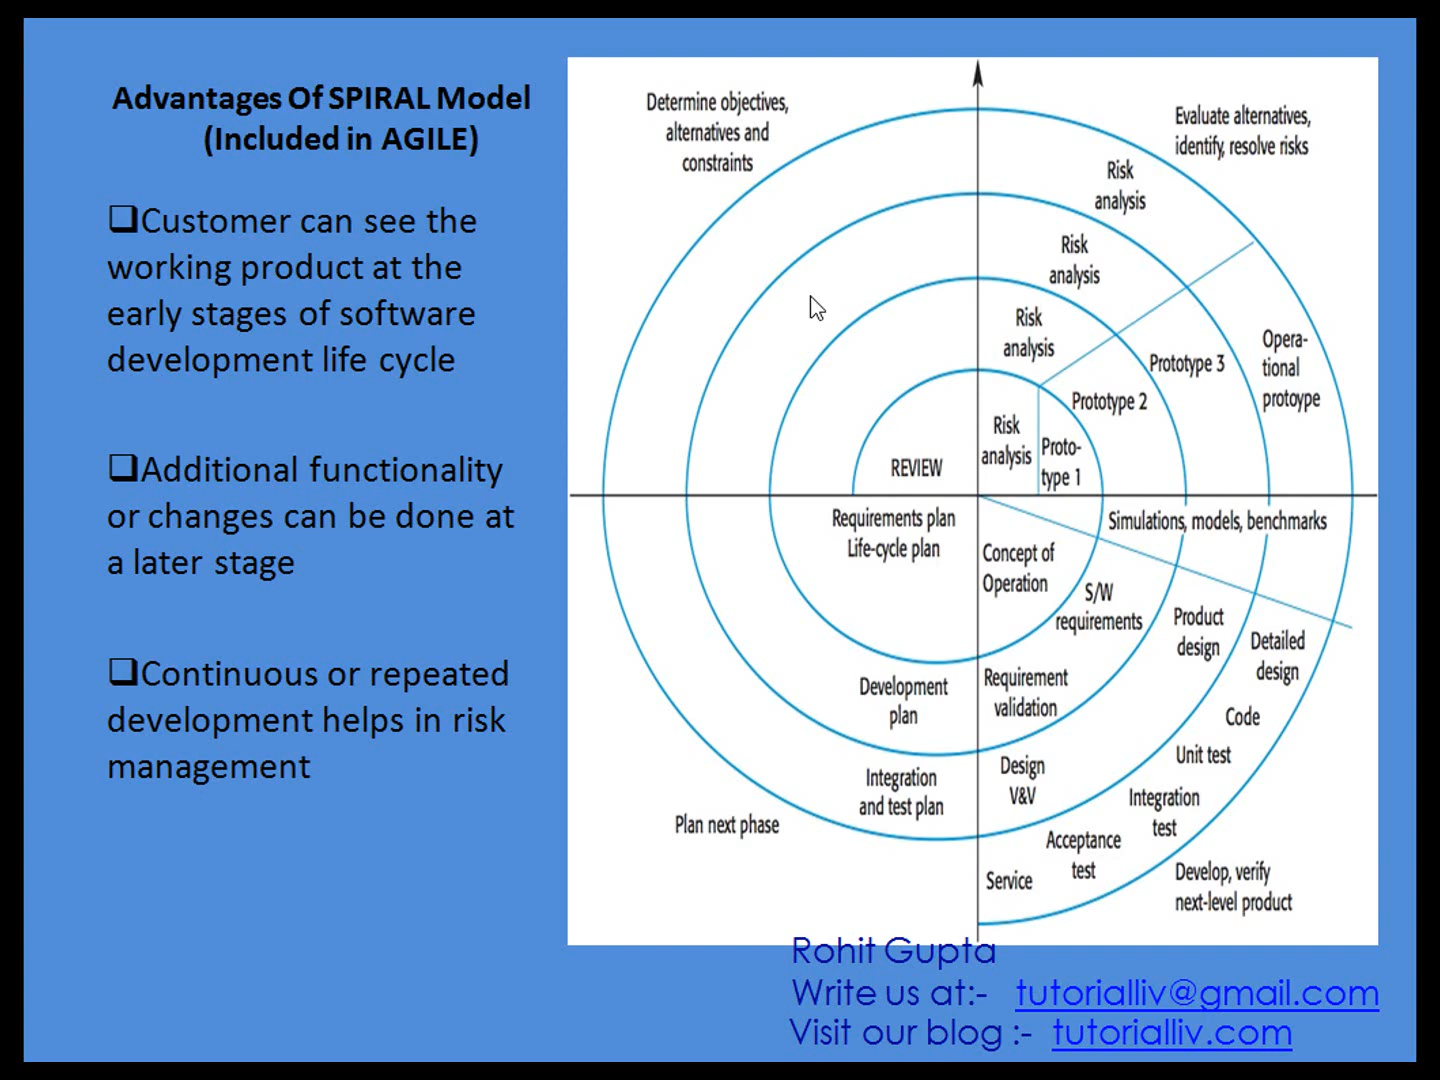 Advantages Of SPIRAL Model
(Included in AGILE)
Customer can see the
working product at the
early stages of software
development life cycle
Additional functionality
or changes can be done at
a later stage
Continuous or repeated
development helps in risk
management
Determine objectives,
alternatives and
constraints
Evaluate alternatives,
identify, resolve risks
Risk
analysis
Risk
analysis
Risk
analysis
Risk
analysis
Proto-
type 1
Prototype 2
Prototype 3
Opera-
tional
protoype
REVIEW
Requirements plan
Life-cycle plan
Concept of
Operation
Simulations, models, benchmarks
S/W
requirements
Product
design
Detailed
design
Development
plan
Requirement
validation
Code
Unit test
Integration
and test plan
Design
V&V
Integration
test
Plan next phase
Acceptance
test
Service
Develop, verify
next-level product
Rohit Gupta
Write us at:- tutorialliv@gmail.com
Visit our blog :- tutorialliv.com